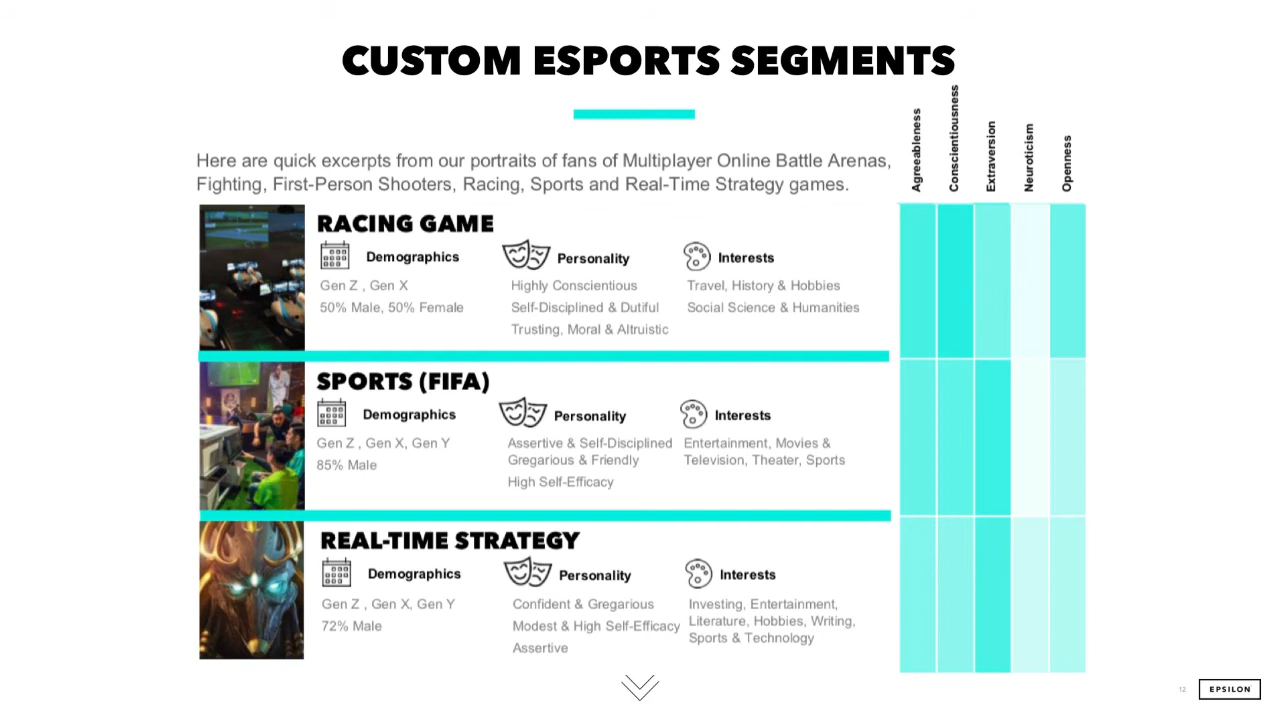 CUSTOM ESPORTS SEGMENTS
Here are quick excerpts from our portraits of fans of Multiplayer Online Battle Arenas,
Fighting, First-Person Shooters, Racing, Sports and Real-Time Strategy games.
Agreeableness
Conscientiousness
Extraversion
Neuroticism
Openness
RACING GAME
Demographics
Gen Z , Gen X
50% Male, 50% Female
Personality
Highly Conscientious
Self-Disciplined & Dutiful
Trusting, Moral & Altruistic
Interests
Travel, History & Hobbies
Social Science & Humanities
SPORTS (FIFA)
Demographics
Gen Z , Gen X, Gen Y
85% Male
Personality
Assertive & Self-Disciplined
Gregarious & Friendly
High Self-Efficacy
Interests
Entertainment, Movies &
Television, Theater, Sports
REAL-TIME STRATEGY
Demographics
Gen Z , Gen X, Gen Y
72% Male
Personality
Confident & Gregarious
Modest & High Self-Efficacy
Assertive
Interests
Investing, Entertainment,
Literature, Hobbies, Writing,
Sports & Technology
12
EPSILON